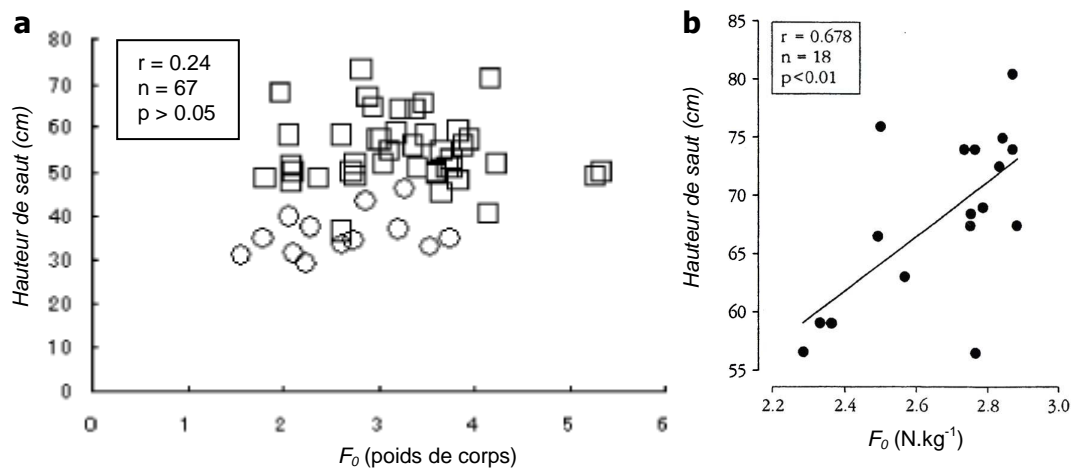 a
r = 0.24
n = 67
p > 0.05
Hauteur de saut (cm)
80
70
60
50
40
30
20
10
0
0 1 2 3 4 5 6
F₀ (poids de corps)
b
r = 0.678
n = 18
p<0.01
Hauteur de saut (cm)
85
80
75
70
65
60
55
2.2 2.4 2.6 2.8 3.0
F₀ (N.kg⁻¹)